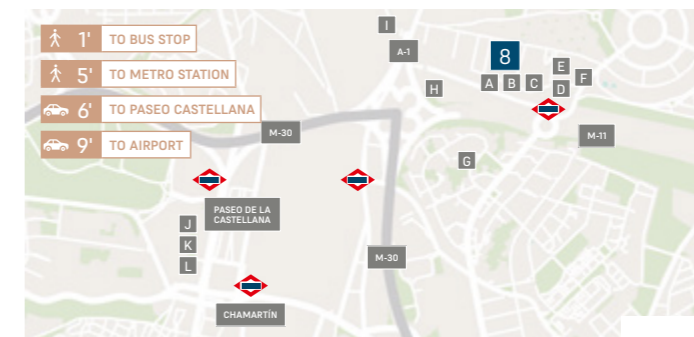 1' TO BUS STOP
5' TO METRO STATION
6' TO PASEO CASTELLANA
9' TO AIRPORT
I
A-1
8
E
F
H
A B C D
M-30
M-11
G
PASEO DE LA
CASTELLANA
J
K
L
M-30
CHAMARTÍN